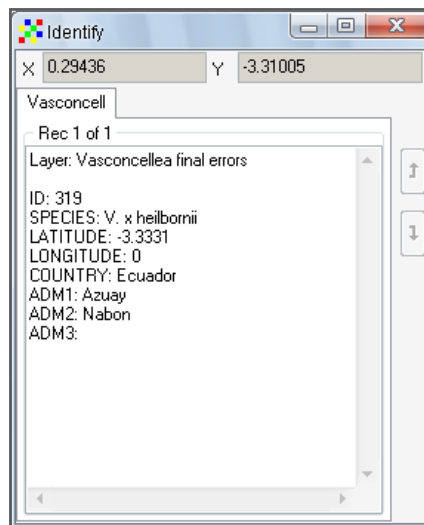 Identify
X 0.29436 Y -3.31005
Vasconcell
Rec 1 of 1
Layer: Vasconcellea final errors
ID: 319
SPECIES: V. x heilbornii
LATITUDE: -3.3331
LONGITUDE: 0
COUNTRY: Ecuador
ADM1: Azuay
ADM2: Nabon
ADM3: